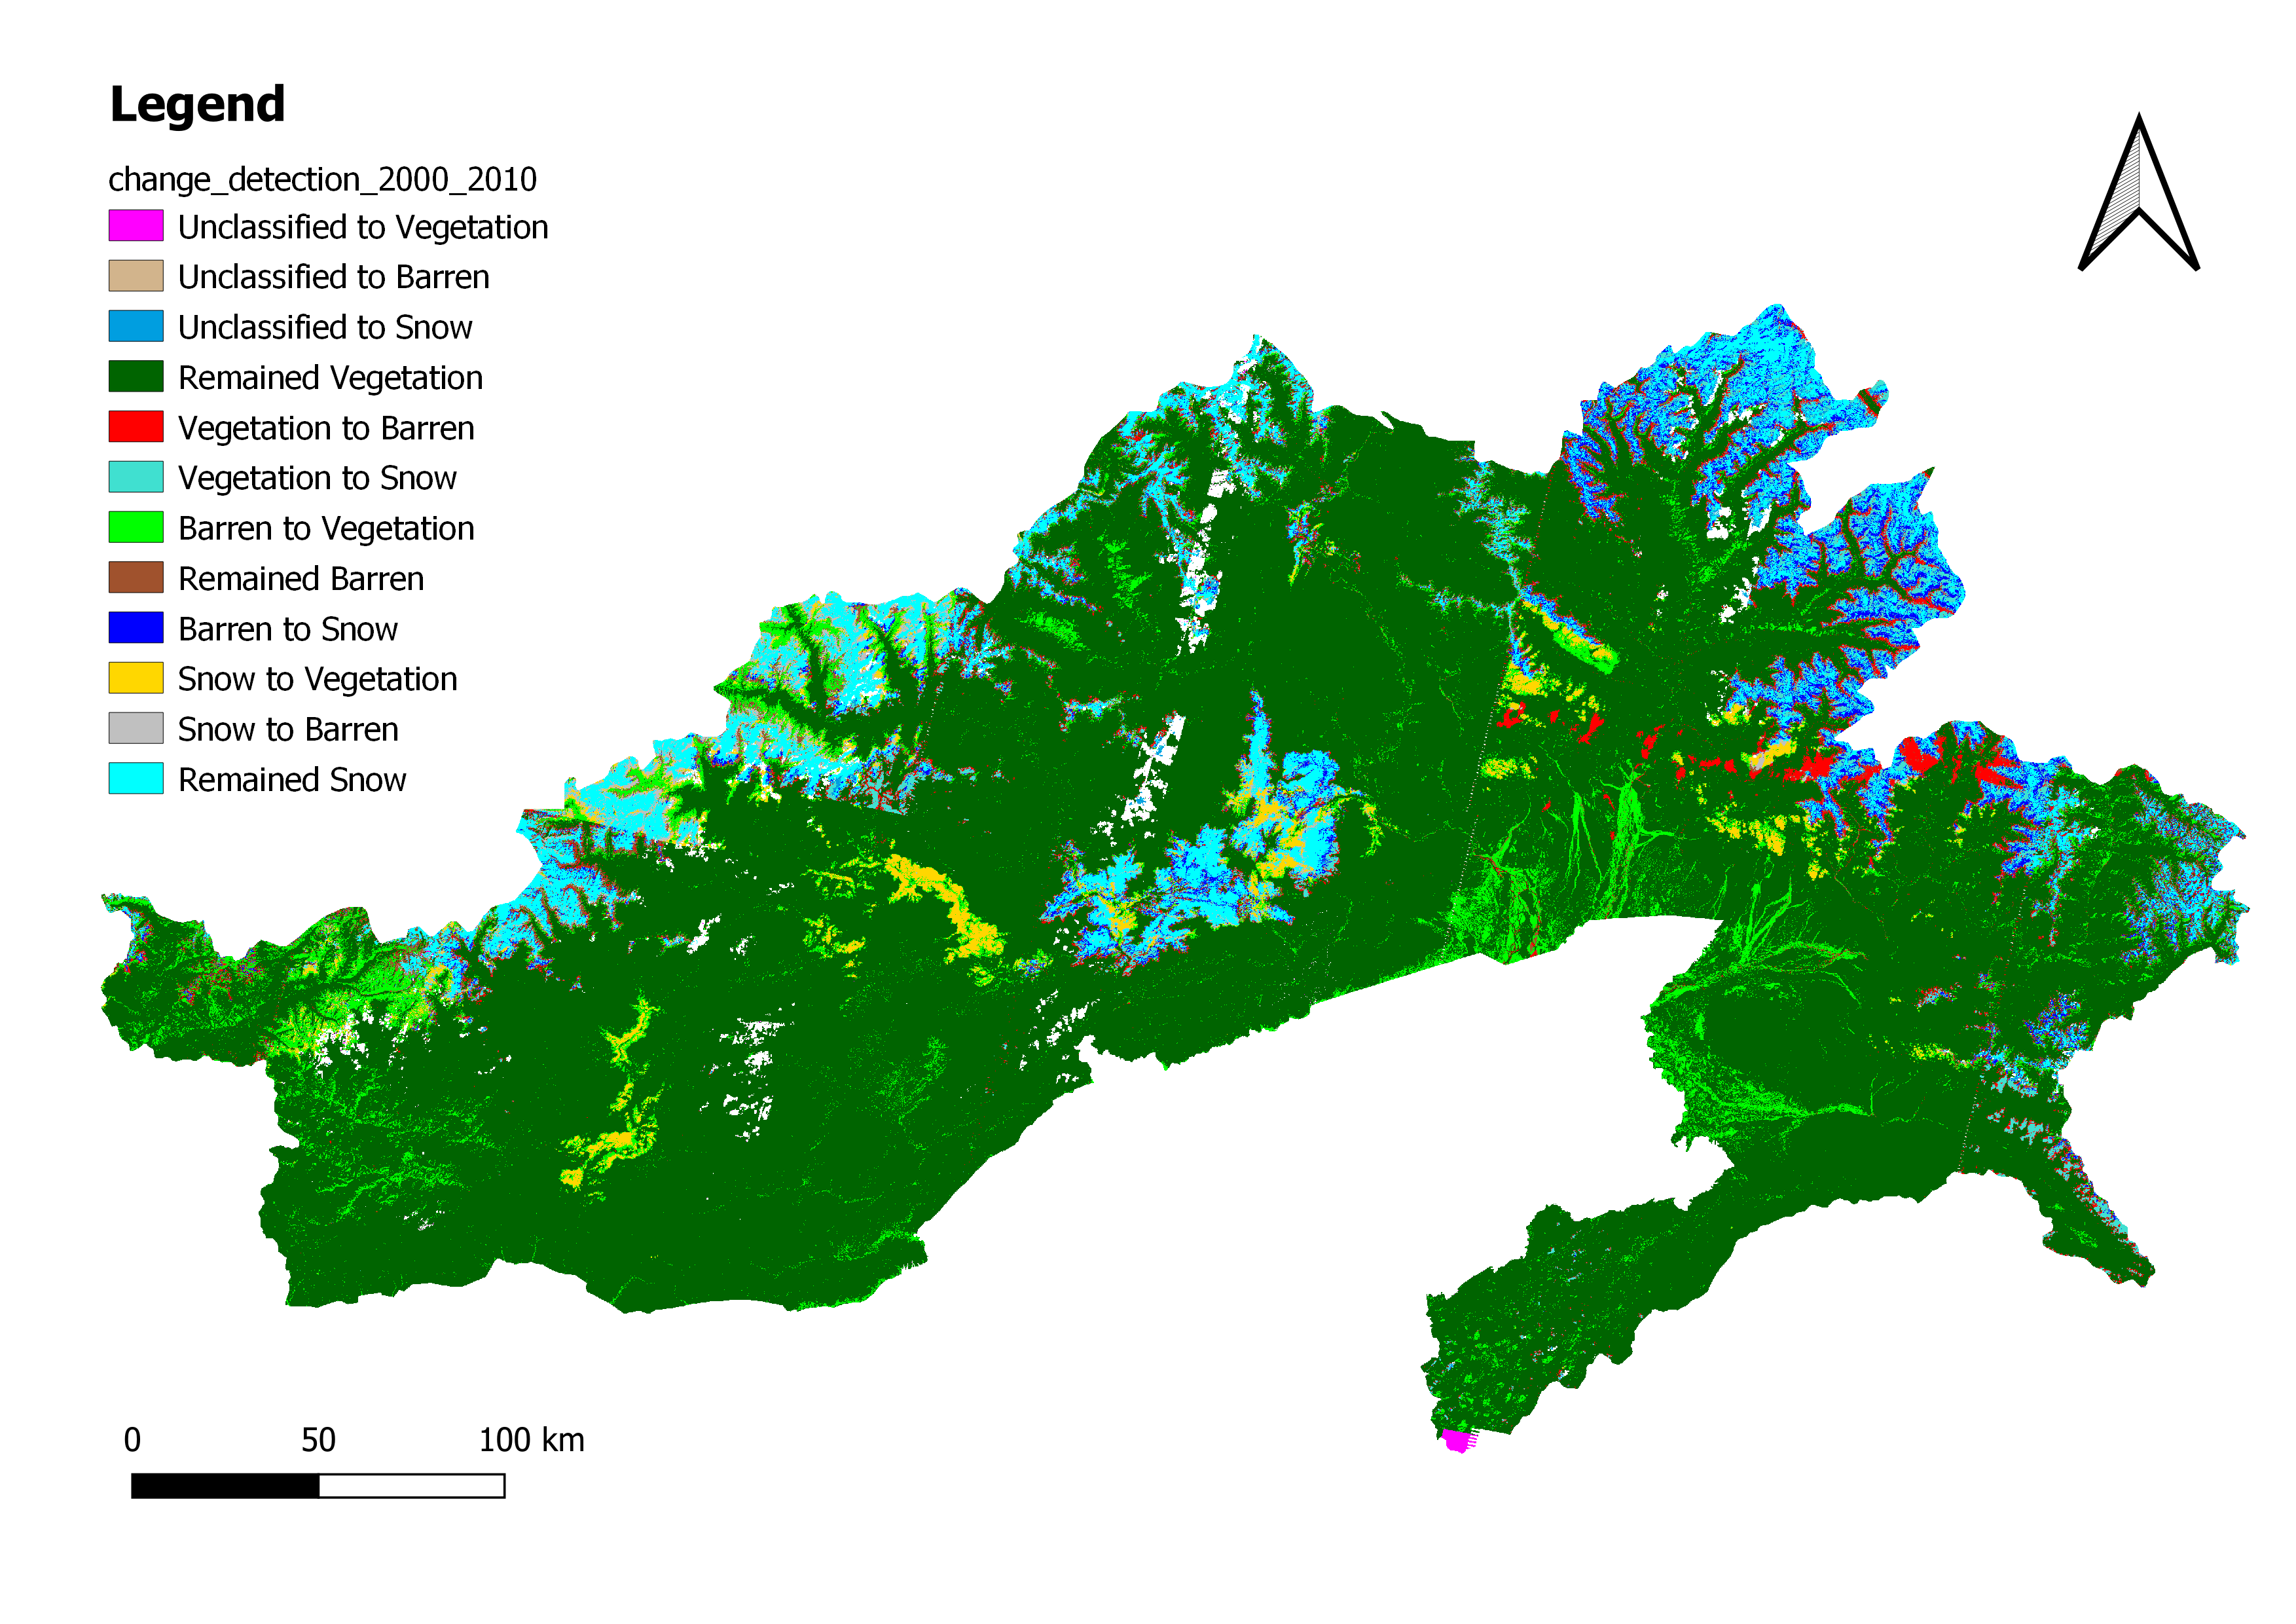 Legend
change_detection_2000_2010
Unclassified to Vegetation
Unclassified to Barren
Unclassified to Snow
Remained Vegetation
Vegetation to Barren
Vegetation to Snow
Barren to Vegetation
Remained Barren
Barren to Snow
Snow to Vegetation
Snow to Barren
Remained Snow
0 50 100 km